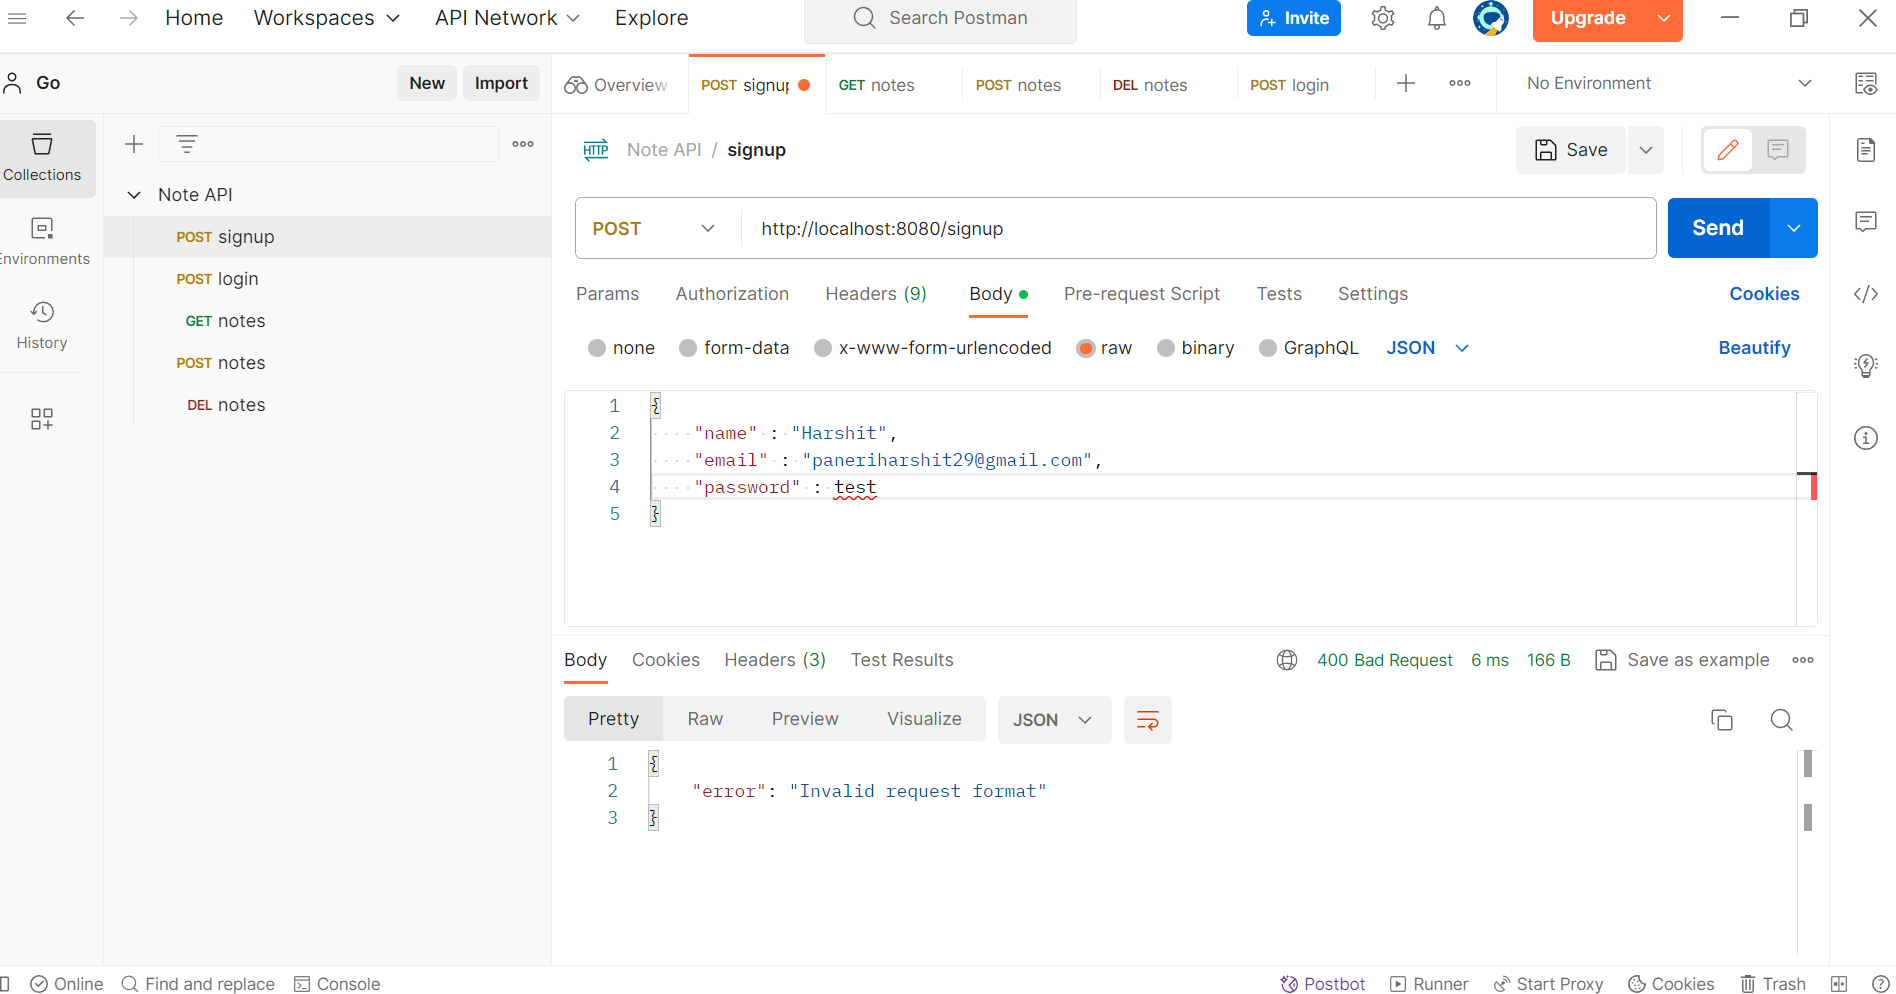 Home Workspaces API Network Explore Search Postman Invite Upgrade
Go New Import Overview POST signup GET notes POST notes DEL notes POST login No Environment
Collections
Environments
History
Note API
POST signup
POST login
GET notes
POST notes
DEL notes
HTTP Note API / signup Save
POST http://localhost:8080/signup Send
Params Authorization Headers (9) Body Pre-request Script Tests Settings Cookies
none form-data x-www-form-urlencoded raw binary GraphQL JSON Beautify
1 {
2 "name" : "Harshit",
3 "email" : "paneriharshit29@gmail.com",
4 "password" : test
5 }
Body Cookies Headers (3) Test Results 400 Bad Request 6 ms 166 B Save as example
Pretty Raw Preview Visualize JSON
1 {
2 "error": "Invalid request format"
3 }
Online Find and replace Console Postbot Runner Start Proxy Cookies Trash